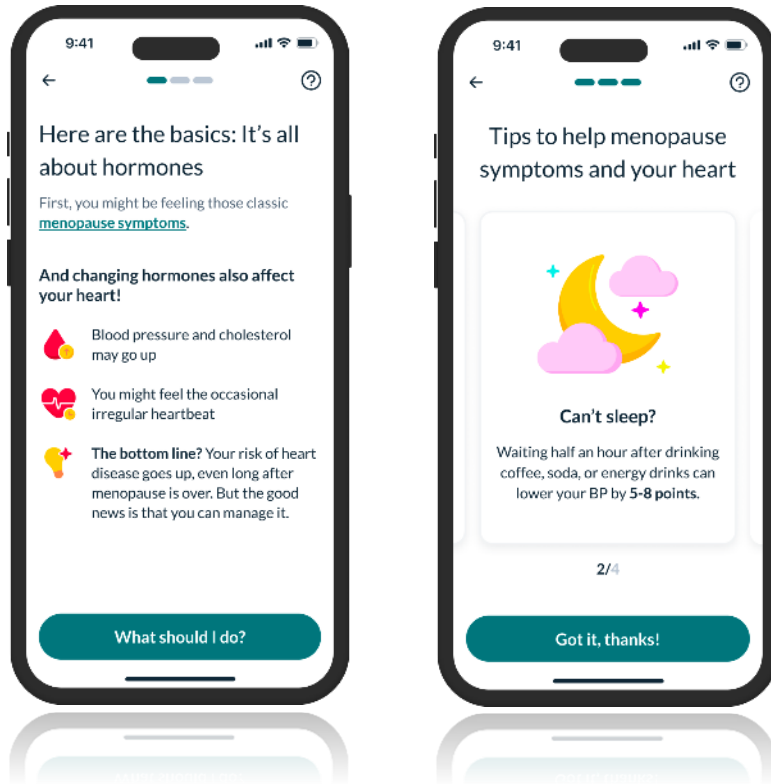 9:41
Here are the basics: It's all
about hormones
First, you might be feeling those classic
menopause symptoms.
And changing hormones also affect
your heart!
Blood pressure and cholesterol
may go up
You might feel the occasional
irregular heartbeat
The bottom line? Your risk of heart
disease goes up, even long after
menopause is over. But the good
news is that you can manage it.
What should I do?
9:41
Tips to help menopause
symptoms and your heart
Can't sleep?
Waiting half an hour after drinking
coffee, soda, or energy drinks can
lower your BP by 5-8 points.
2/4
Got it, thanks!